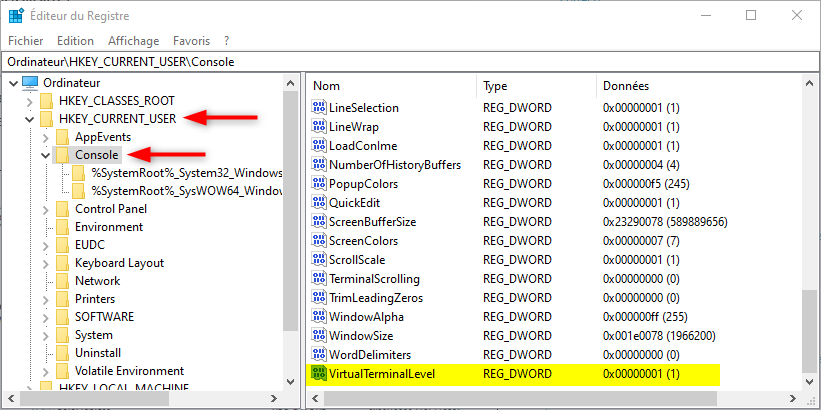 Éditeur du Registre
Fichier Edition Affichage Favoris ?
Ordinateur\HKEY_CURRENT_USER\Console
Ordinateur
HKEY_CLASSES_ROOT
HKEY_CURRENT_USER
AppEvents
Console
%SystemRoot%_System32_Windows
%SystemRoot%_SysWOW64_Window
Control Panel
Environment
EUDC
Keyboard Layout
Network
Printers
SOFTWARE
System
Uninstall
Volatile Environment
HKEY_LOCAL_MACHINE
Nom Type Données
LineSelection REG_DWORD 0x00000001 (1)
LineWrap REG_DWORD 0x00000001 (1)
LoadConIme REG_DWORD 0x00000001 (1)
NumberOfHistoryBuffers REG_DWORD 0x00000004 (4)
PopupColors REG_DWORD 0x000000f5 (245)
QuickEdit REG_DWORD 0x00000001 (1)
ScreenBufferSize REG_DWORD 0x23290078 (589889656)
ScreenColors REG_DWORD 0x00000007 (7)
ScrollScale REG_DWORD 0x00000001 (1)
TerminalScrolling REG_DWORD 0x00000000 (0)
TrimLeadingZeros REG_DWORD 0x00000000 (0)
WindowAlpha REG_DWORD 0x000000ff (255)
WindowSize REG_DWORD 0x001e0078 (1966200)
WordDelimiters REG_DWORD 0x00000000 (0)
VirtualTerminalLevel REG_DWORD 0x00000001 (1)